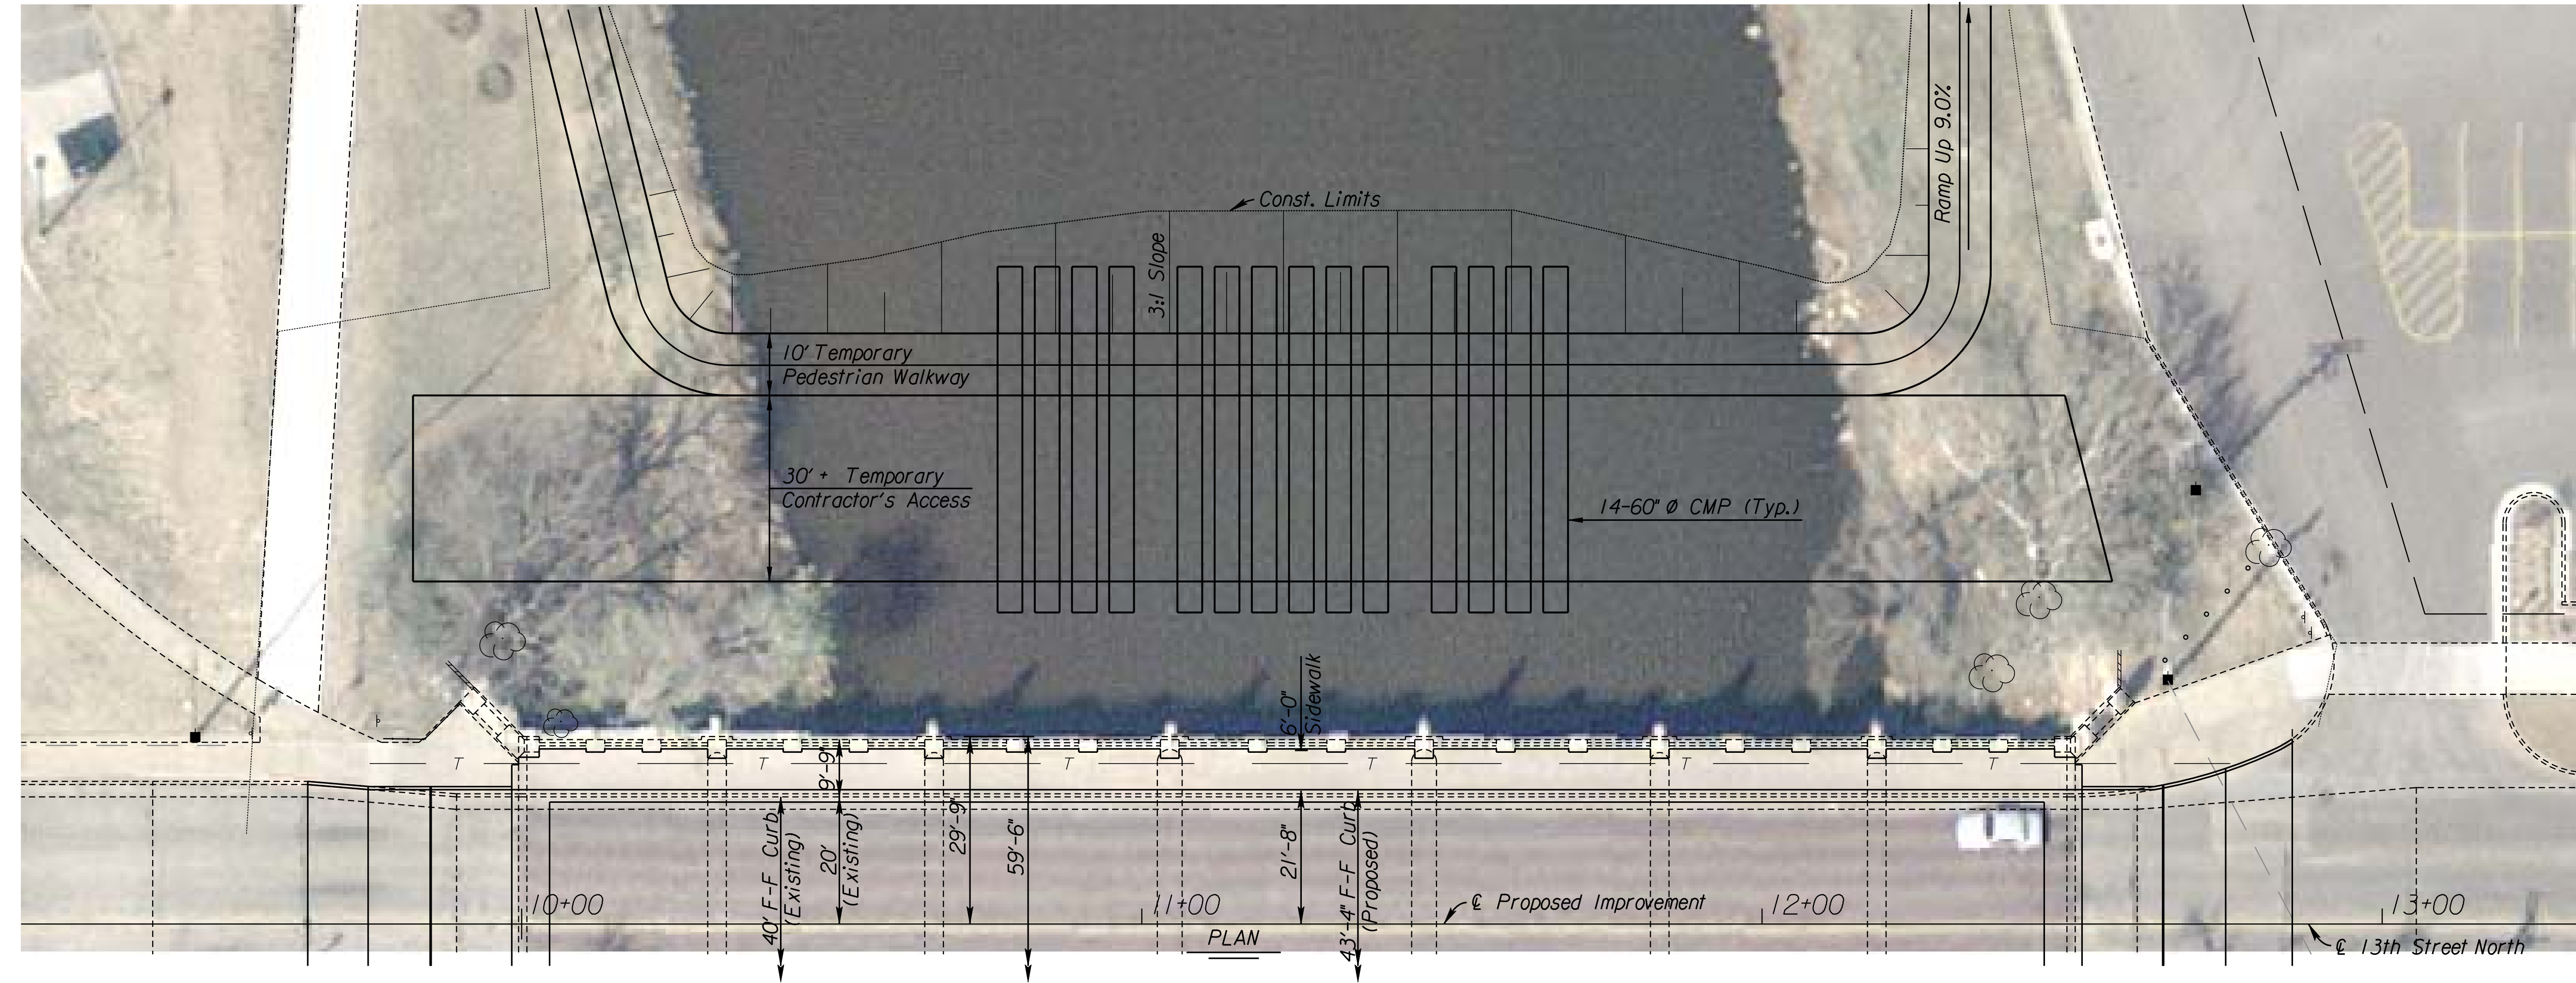 Const. Limits
3:1 Slope
Ramp Up 9.0%
10' Temporary
Pedestrian Walkway
30' + Temporary
Contractor's Access
14-60" Ø CMP (Typ.)
6'-0"
Sidewalk
T
T
T
T
T
T
9'-9"
40' F-F Curb
(Existing)
20'
(Existing)
29'-9"
59'-6"
21'-8"
43'-4" F-F Curb
(Proposed)
10+00
11+00
12+00
13+00
℄ Proposed Improvement
PLAN
℄ 13th Street North